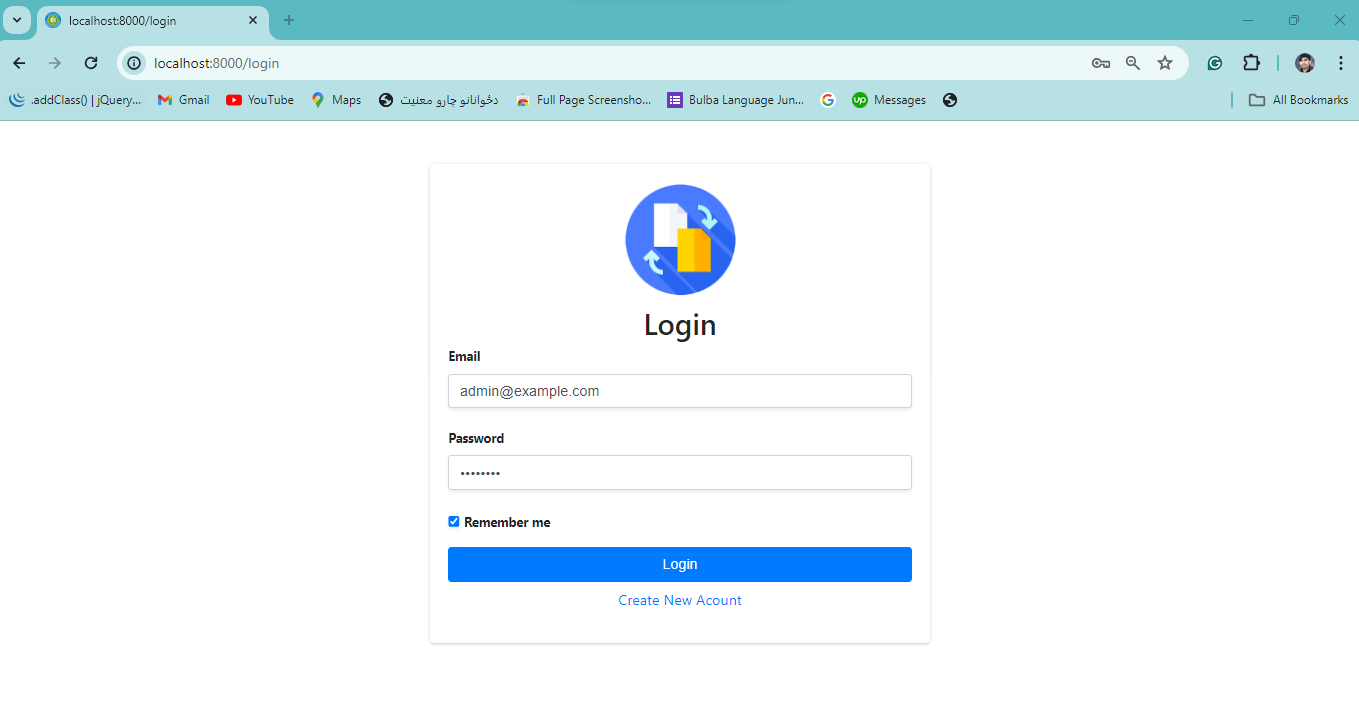 localhost:8000/login
localhost:8000/login
.addClass() | jQuery...
Gmail
YouTube
Maps
دځوانانو چارو معنیت
Full Page Screensho...
Bulba Language Jun...
up Messages
All Bookmarks
Login
Email
admin@example.com
Password
••••••••
Remember me
Login
Create New Acount